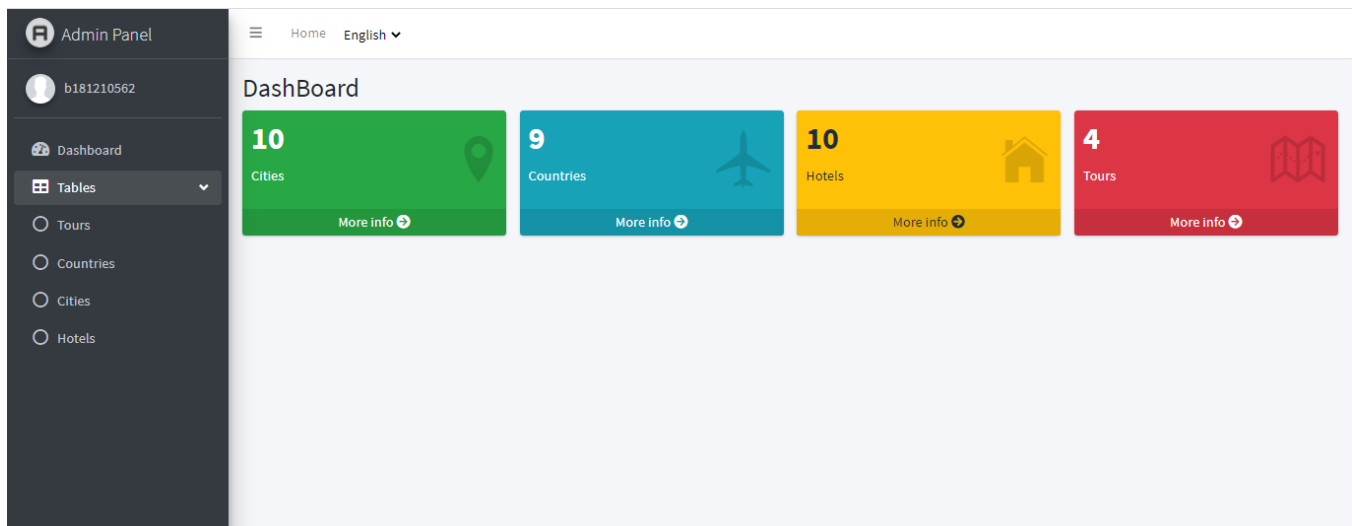 Admin Panel
Home English
b181210562
Dashboard
Tables
Tours
Countries
Cities
Hotels
DashBoard
10
Cities
More info
9
Countries
More info
10
Hotels
More info
4
Tours
More info